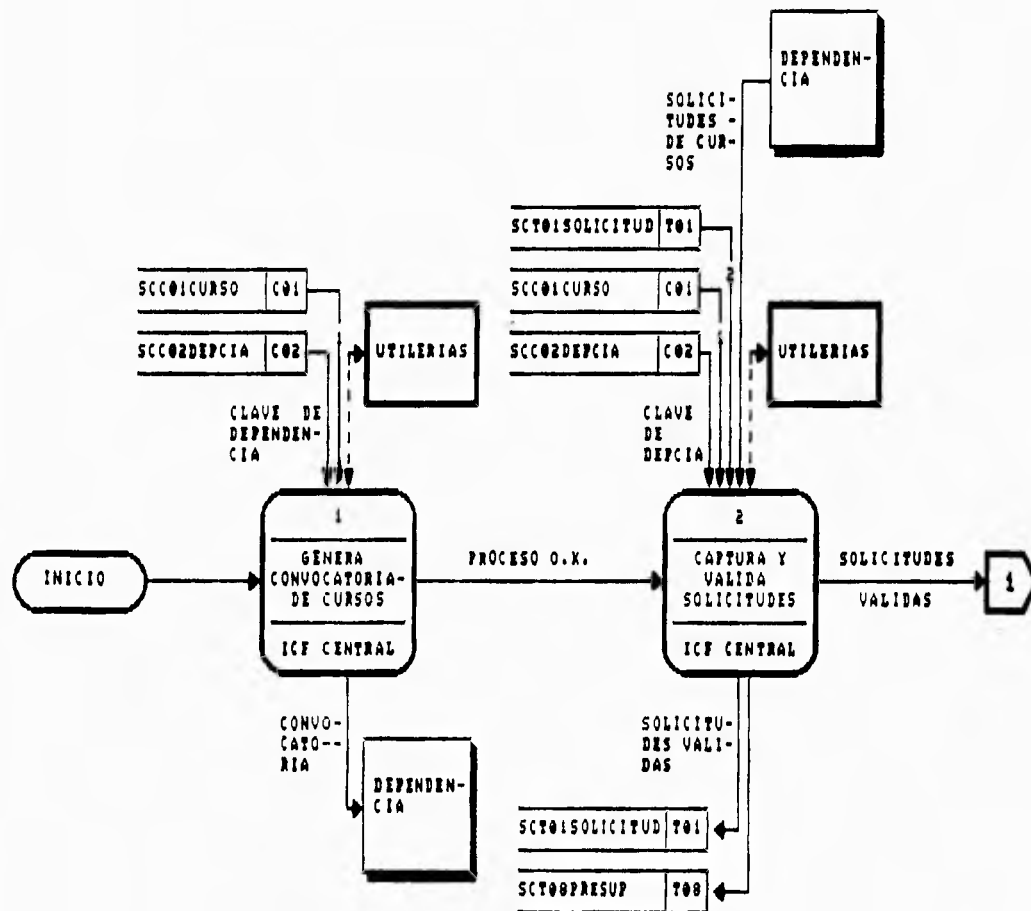 DEPENDEN-
CIA
SOLICI-
TUDES -
DE CUR-
SOS
SCT01SOLICITUD T01
SCC01CURSO C01
SCC02DEPCIA C02
UTILERIAS
CLAVE DE
DEPENDEN-
CIA
SCC01CURSO C01
SCC02DEPCIA C02
UTILERIAS
CLAVE
DE
DEPCIA
INICIO
1
GENERA
CONVOCATORIA-
DE CURSOS
ICF CENTRAL
PROCESO O.K.
2
CAPTURA Y
VALIDA
SOLICITUDES
ICF CENTRAL
SOLICITUDES
VALIDAS
1
CONVO-
CATO--
RIA
DEPENDEN-
CIA
SOLICITU-
DES VALI-
DAS
SCT01SOLICITUD T01
SCT08PRESUP T08